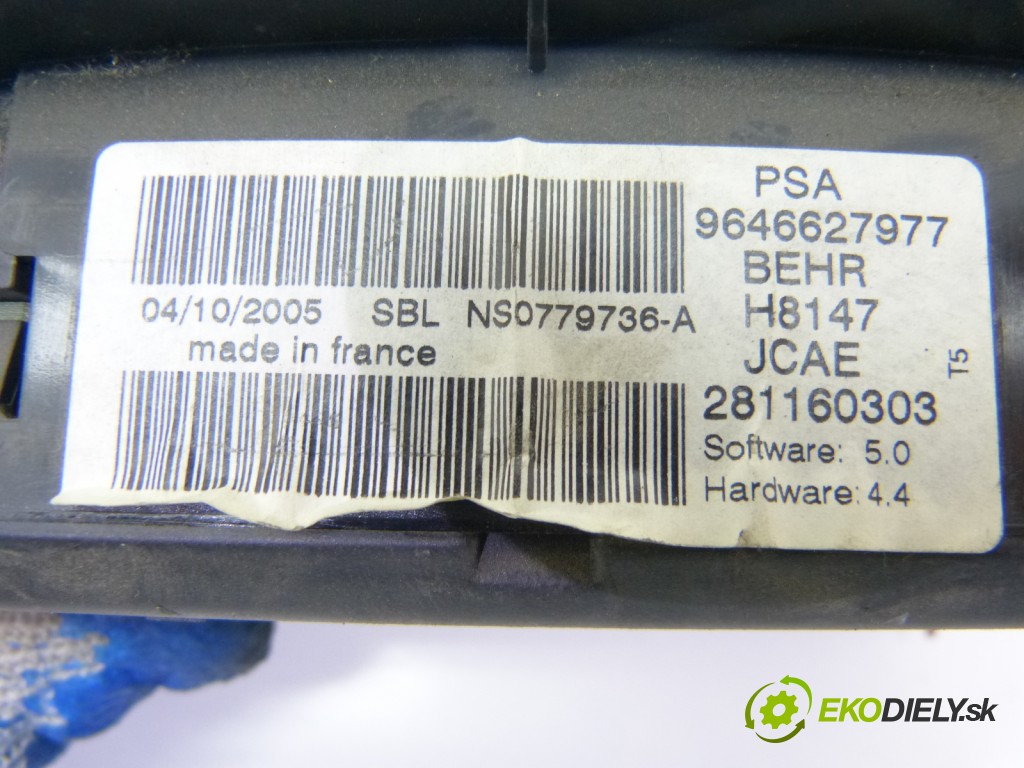 PSA
9646627977
BEHR
04/10/2005 SBL NS0779736-A
H8147
made in france
JCAE
T5
281160303
Software: 5.0
Hardware: 4.4
EKODIELY.sk